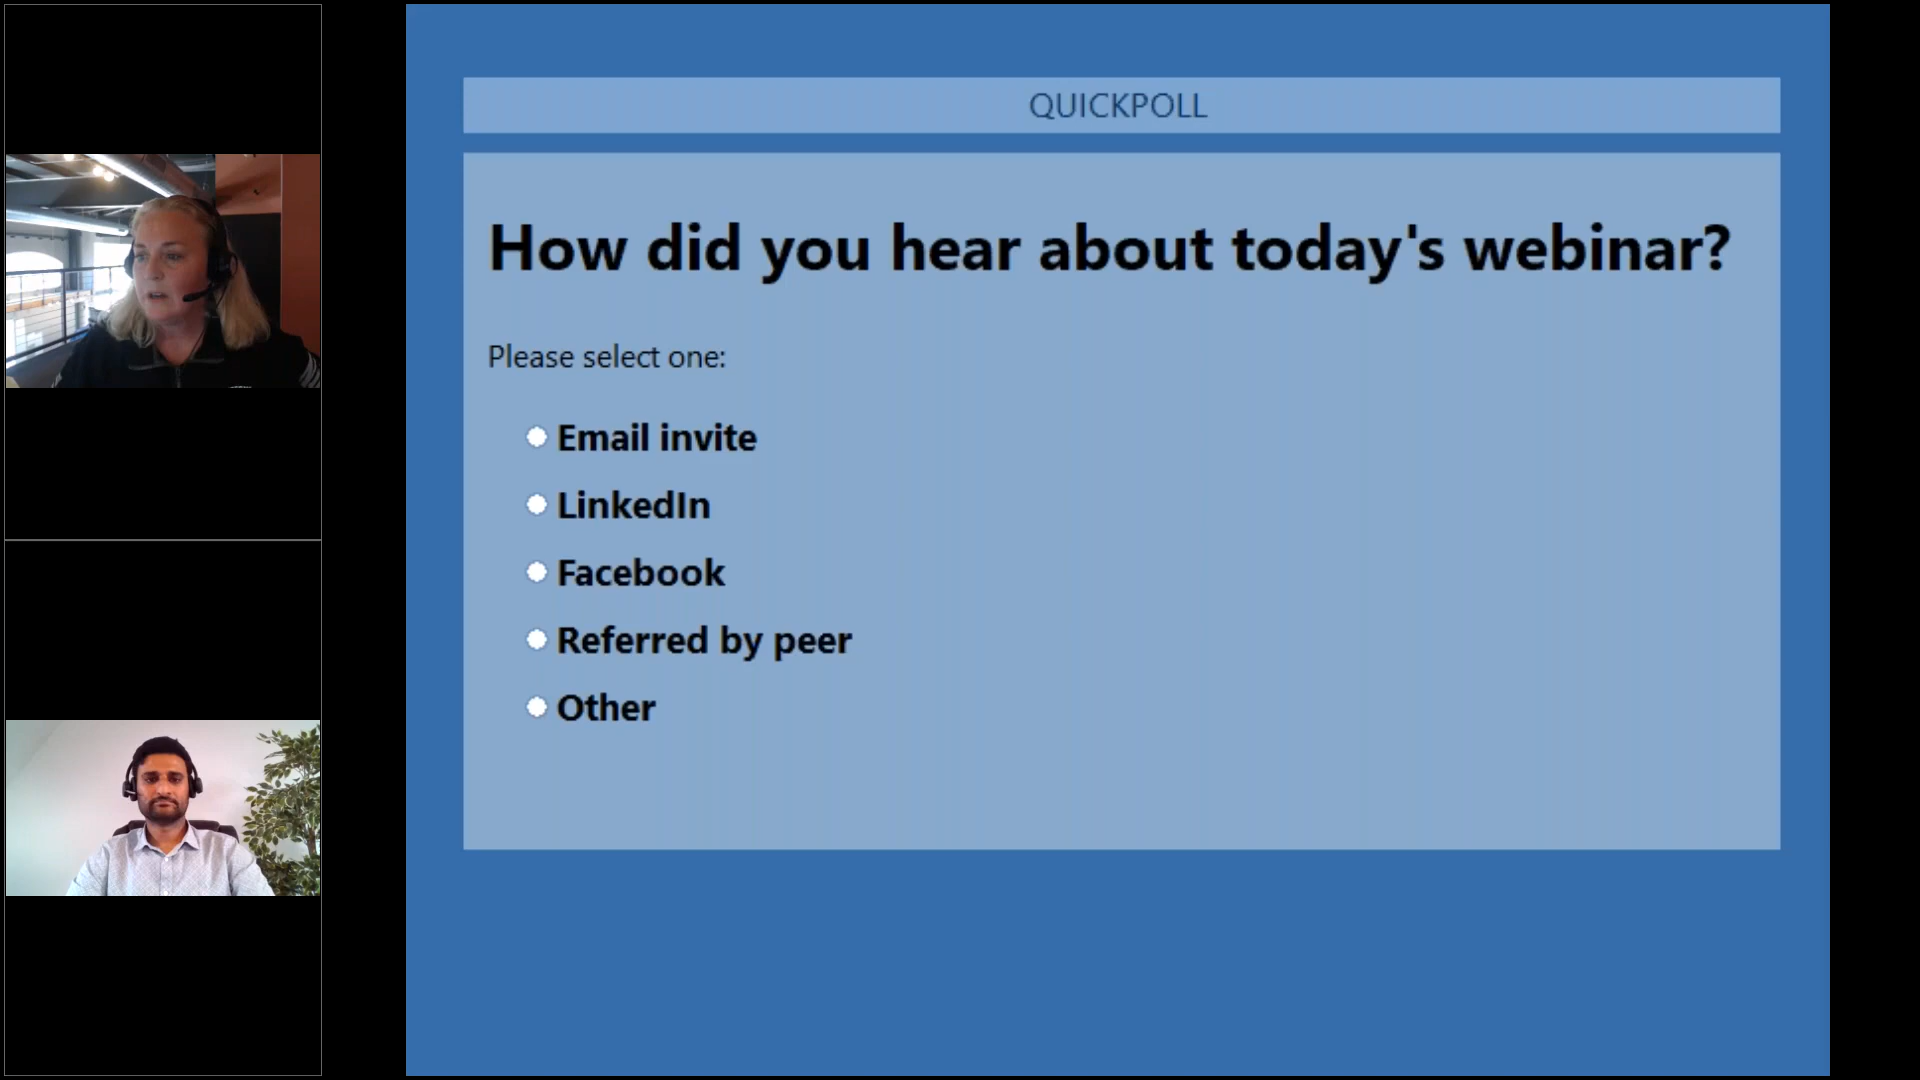 QUICKPOLL
How did you hear about today's webinar?
Please select one:
Email invite
LinkedIn
Facebook
Referred by peer
Other